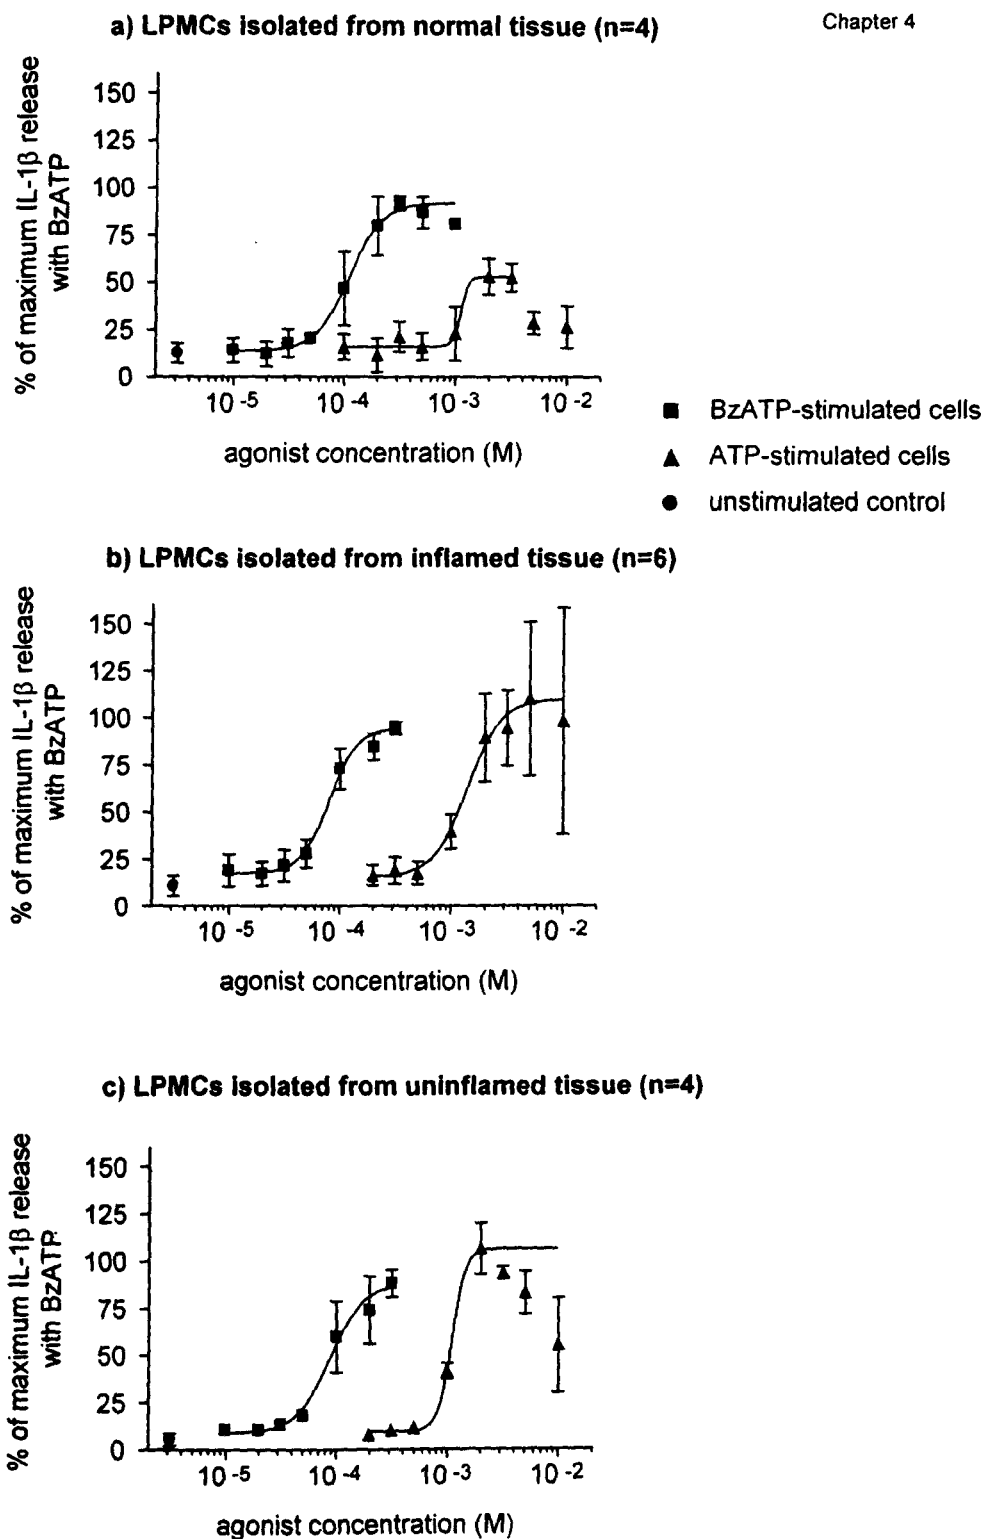 Chapter 4
a) LPMCs isolated from normal tissue (n=4)
% of maximum IL-1β release
with BzATP
150
125
100
75
50
25
0
10 -5
10 -4
10 -3
10 -2
agonist concentration (M)
BzATP-stimulated cells
ATP-stimulated cells
unstimulated control
b) LPMCs isolated from inflamed tissue (n=6)
% of maximum IL-1β release
with BzATP
150
125
100
75
50
25
0
10 -5
10 -4
10 -3
10 -2
agonist concentration (M)
c) LPMCs isolated from uninflamed tissue (n=4)
% of maximum IL-1β release
with BzATP
150
125
100
75
50
25
0
10 -5
10 -4
10 -3
10 -2
agonist concentration (M)